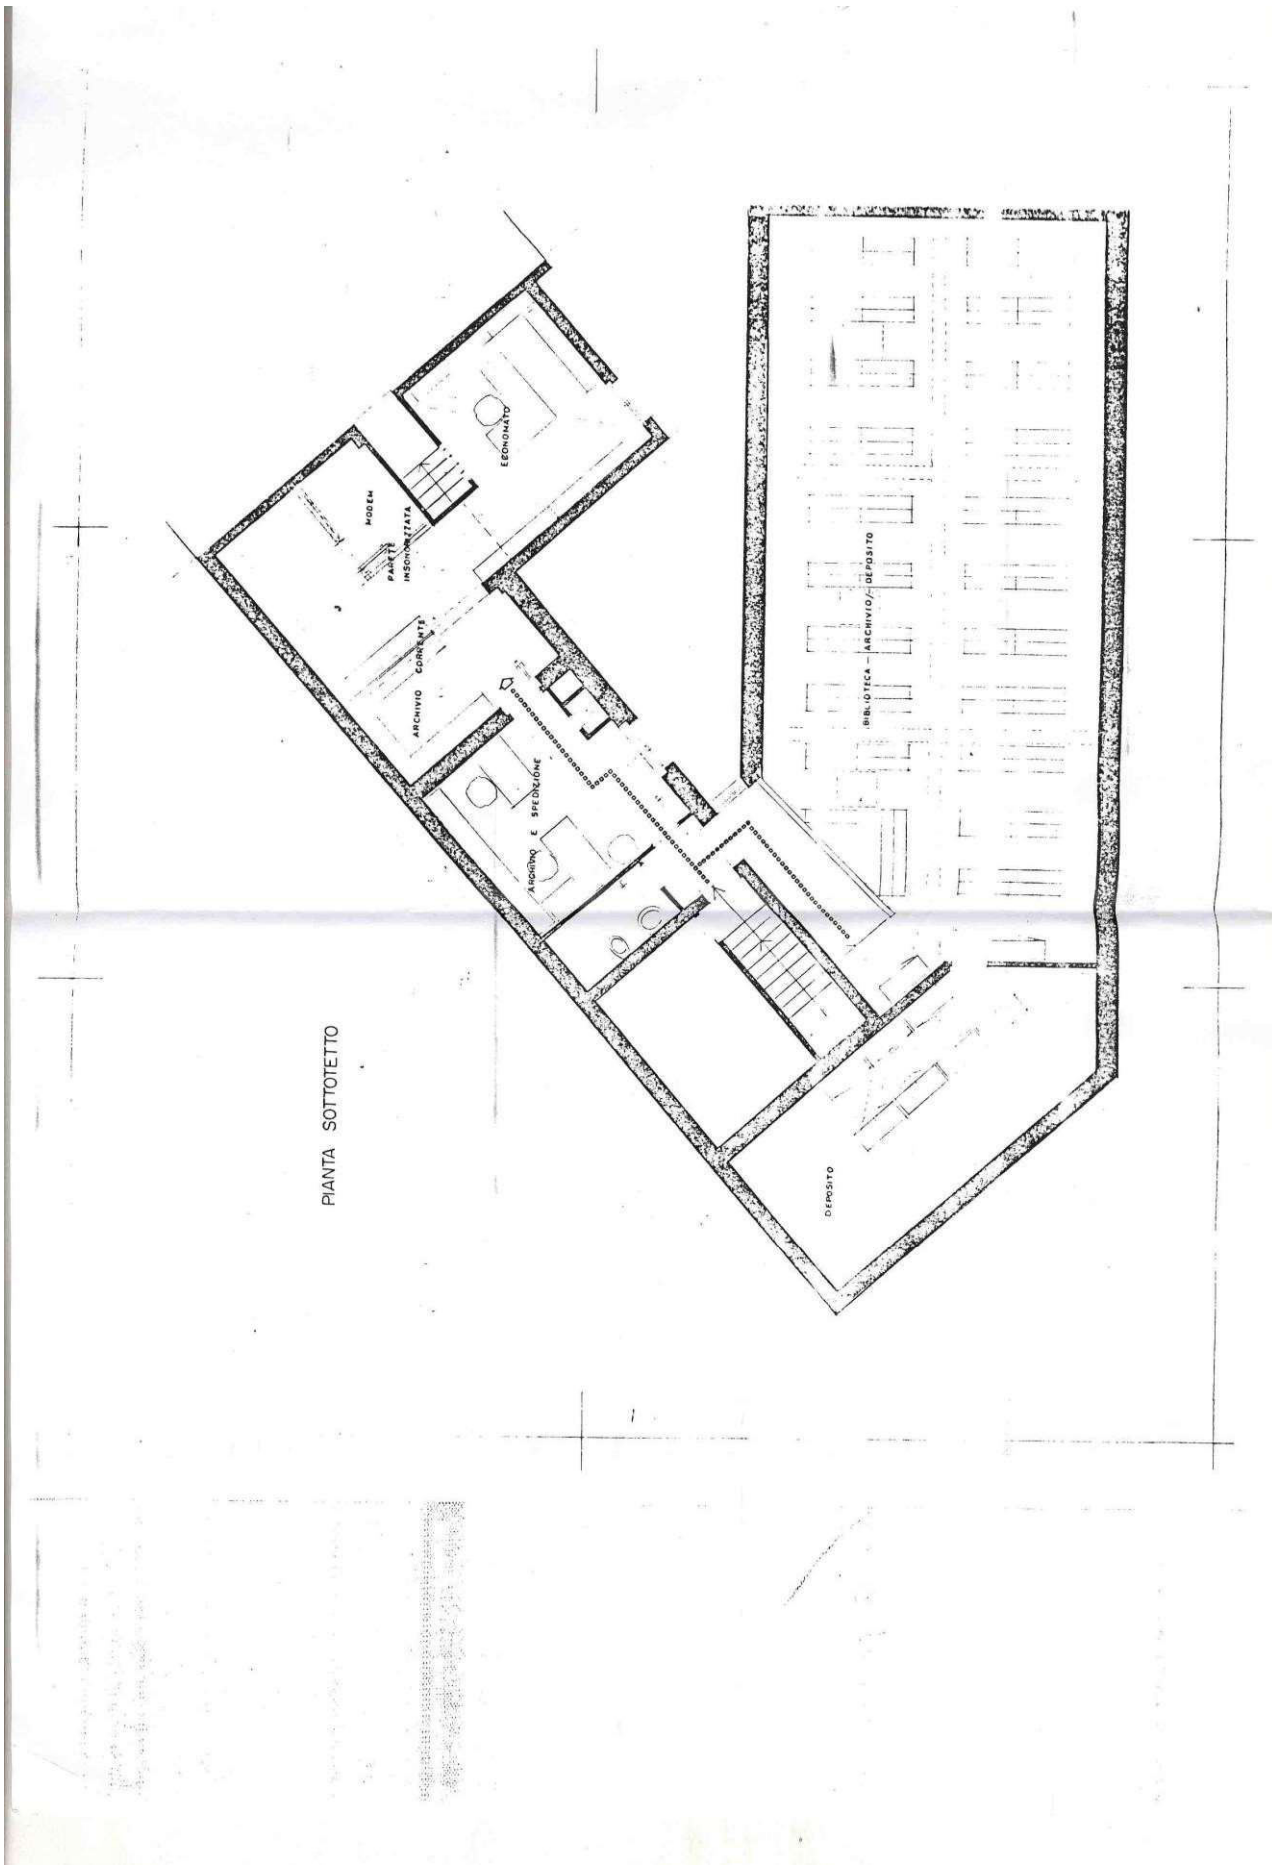 PIANTA SOTTOTETTO
MODEM
PARETE
INSONORIZZATA
ECONOMATO
ARCHIVIO CORRENTE
ARCHIVIO E SPEDIZIONE
BIBLIOTECA - ARCHIVIO/- DEPOSITO
DEPOSITO